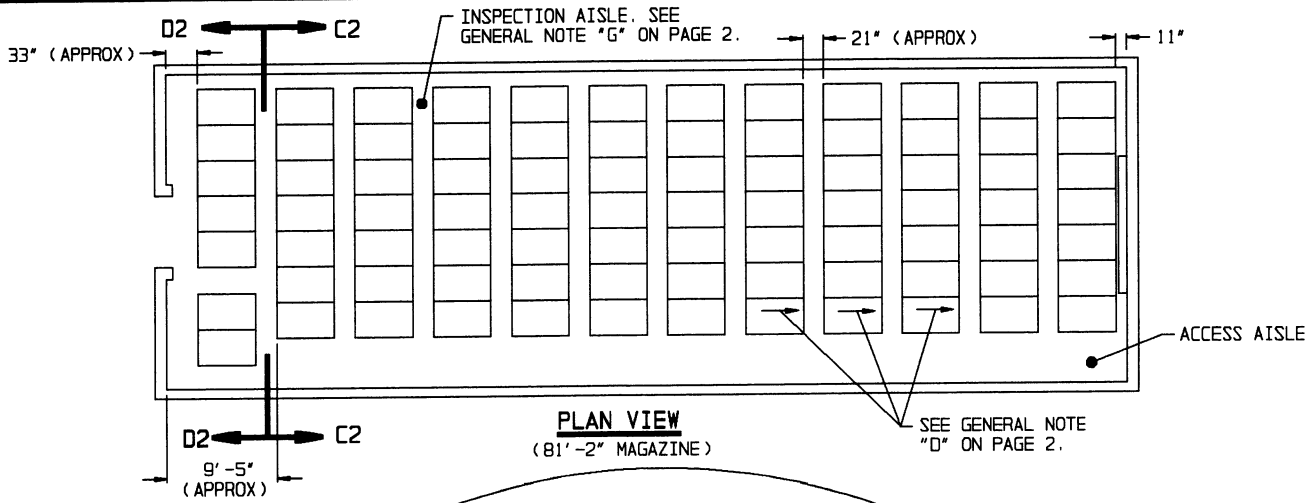 D2 C2
INSPECTION AISLE. SEE
GENERAL NOTE "G" ON PAGE 2.
33" (APPROX)
21" (APPROX)
11"
ACCESS AISLE
PLAN VIEW
(81'-2" MAGAZINE)
SEE GENERAL NOTE
"D" ON PAGE 2.
D2 C2
9'-5"
(APPROX)